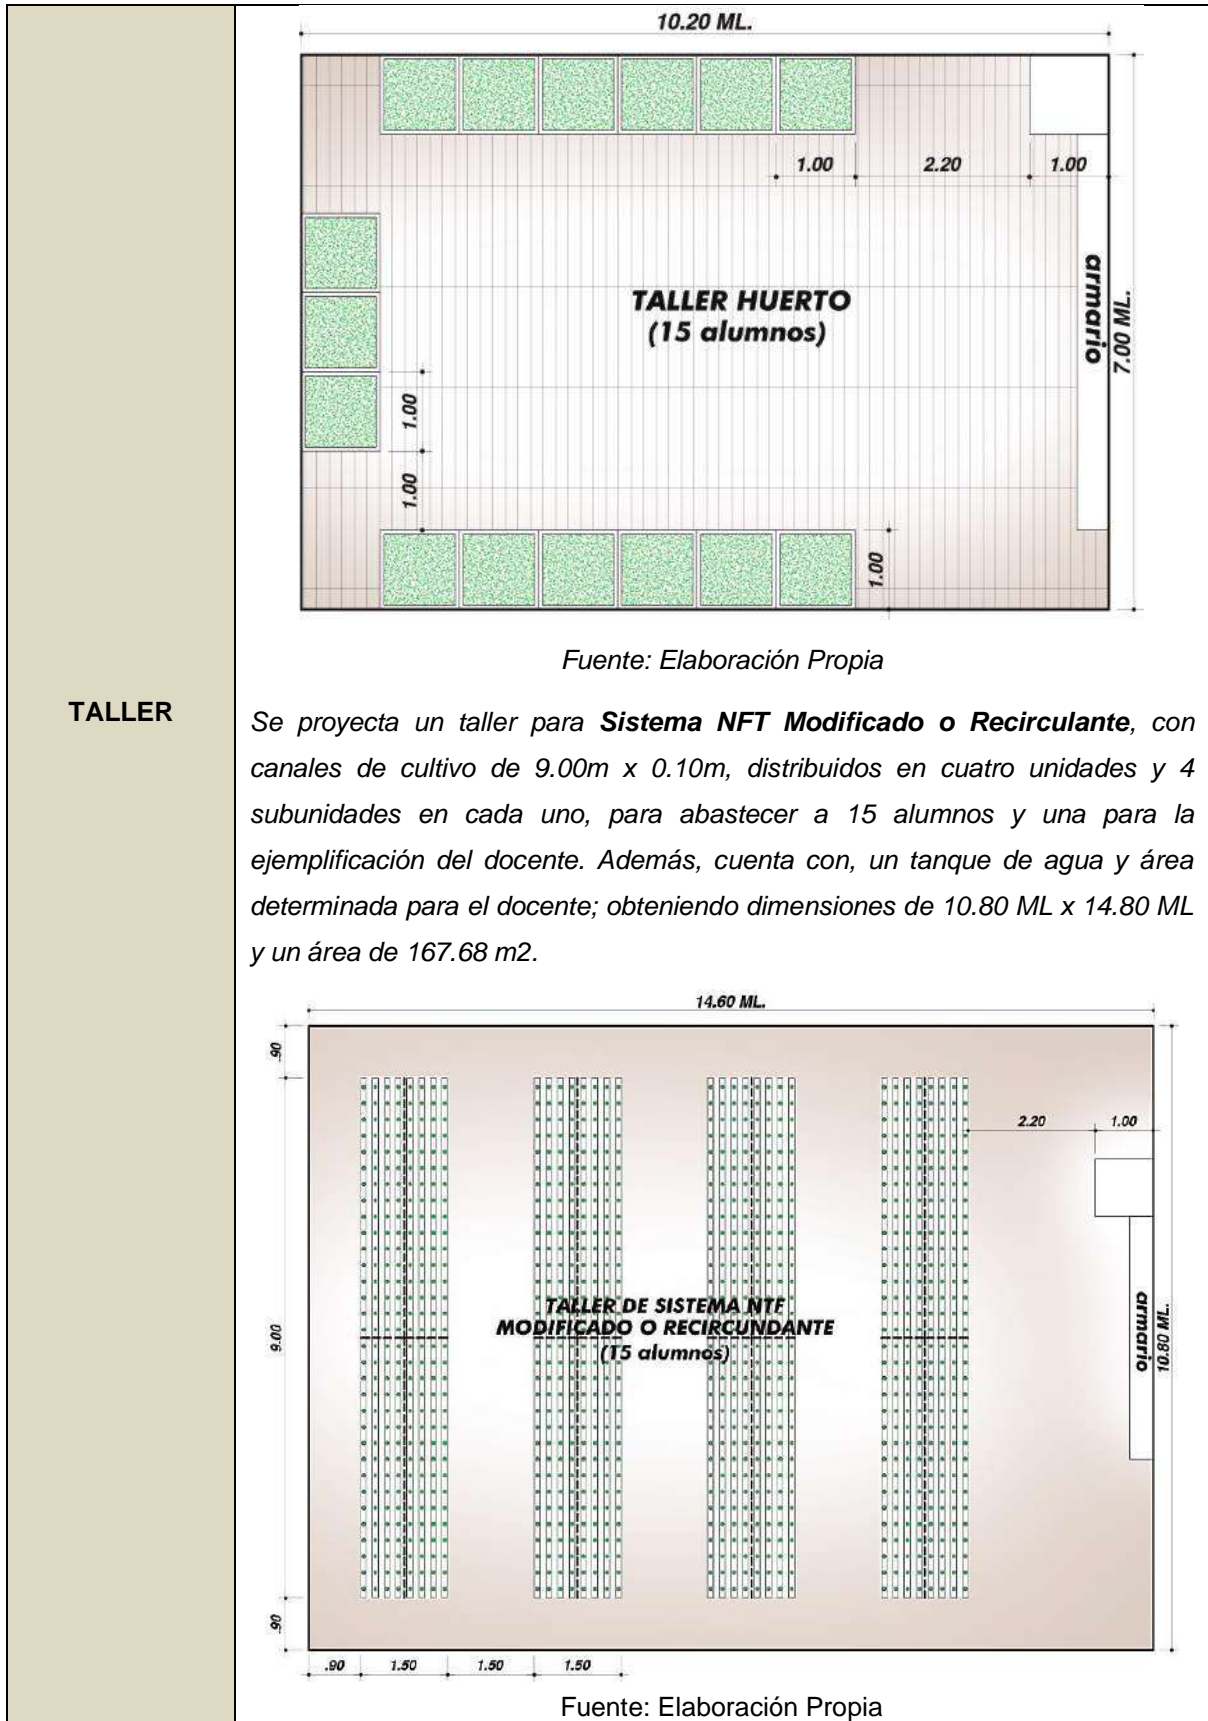 TALLER
10.20 ML.
1.00
2.20
1.00
TALLER HUERTO
(15 alumnos)
armario
7.00 ML.
1.00
1.00
1.00
Fuente: Elaboración Propia
Se proyecta un taller para Sistema NFT Modificado o Recirculante, con
canales de cultivo de 9.00m x 0.10m, distribuidos en cuatro unidades y 4
subunidades en cada uno, para abastecer a 15 alumnos y una para la
ejemplificación del docente. Además, cuenta con, un tanque de agua y área
determinada para el docente; obteniendo dimensiones de 10.80 ML x 14.80 ML
y un área de 167.68 m2.
14.60 ML.
.90
2.20
1.00
TALLER DE SISTEMA NTF
MODIFICADO O RECIRCUNDANTE
(15 alumnos)
9.00
armario
10.80 ML.
.90
.90
1.50
1.50
1.50
Fuente: Elaboración Propia